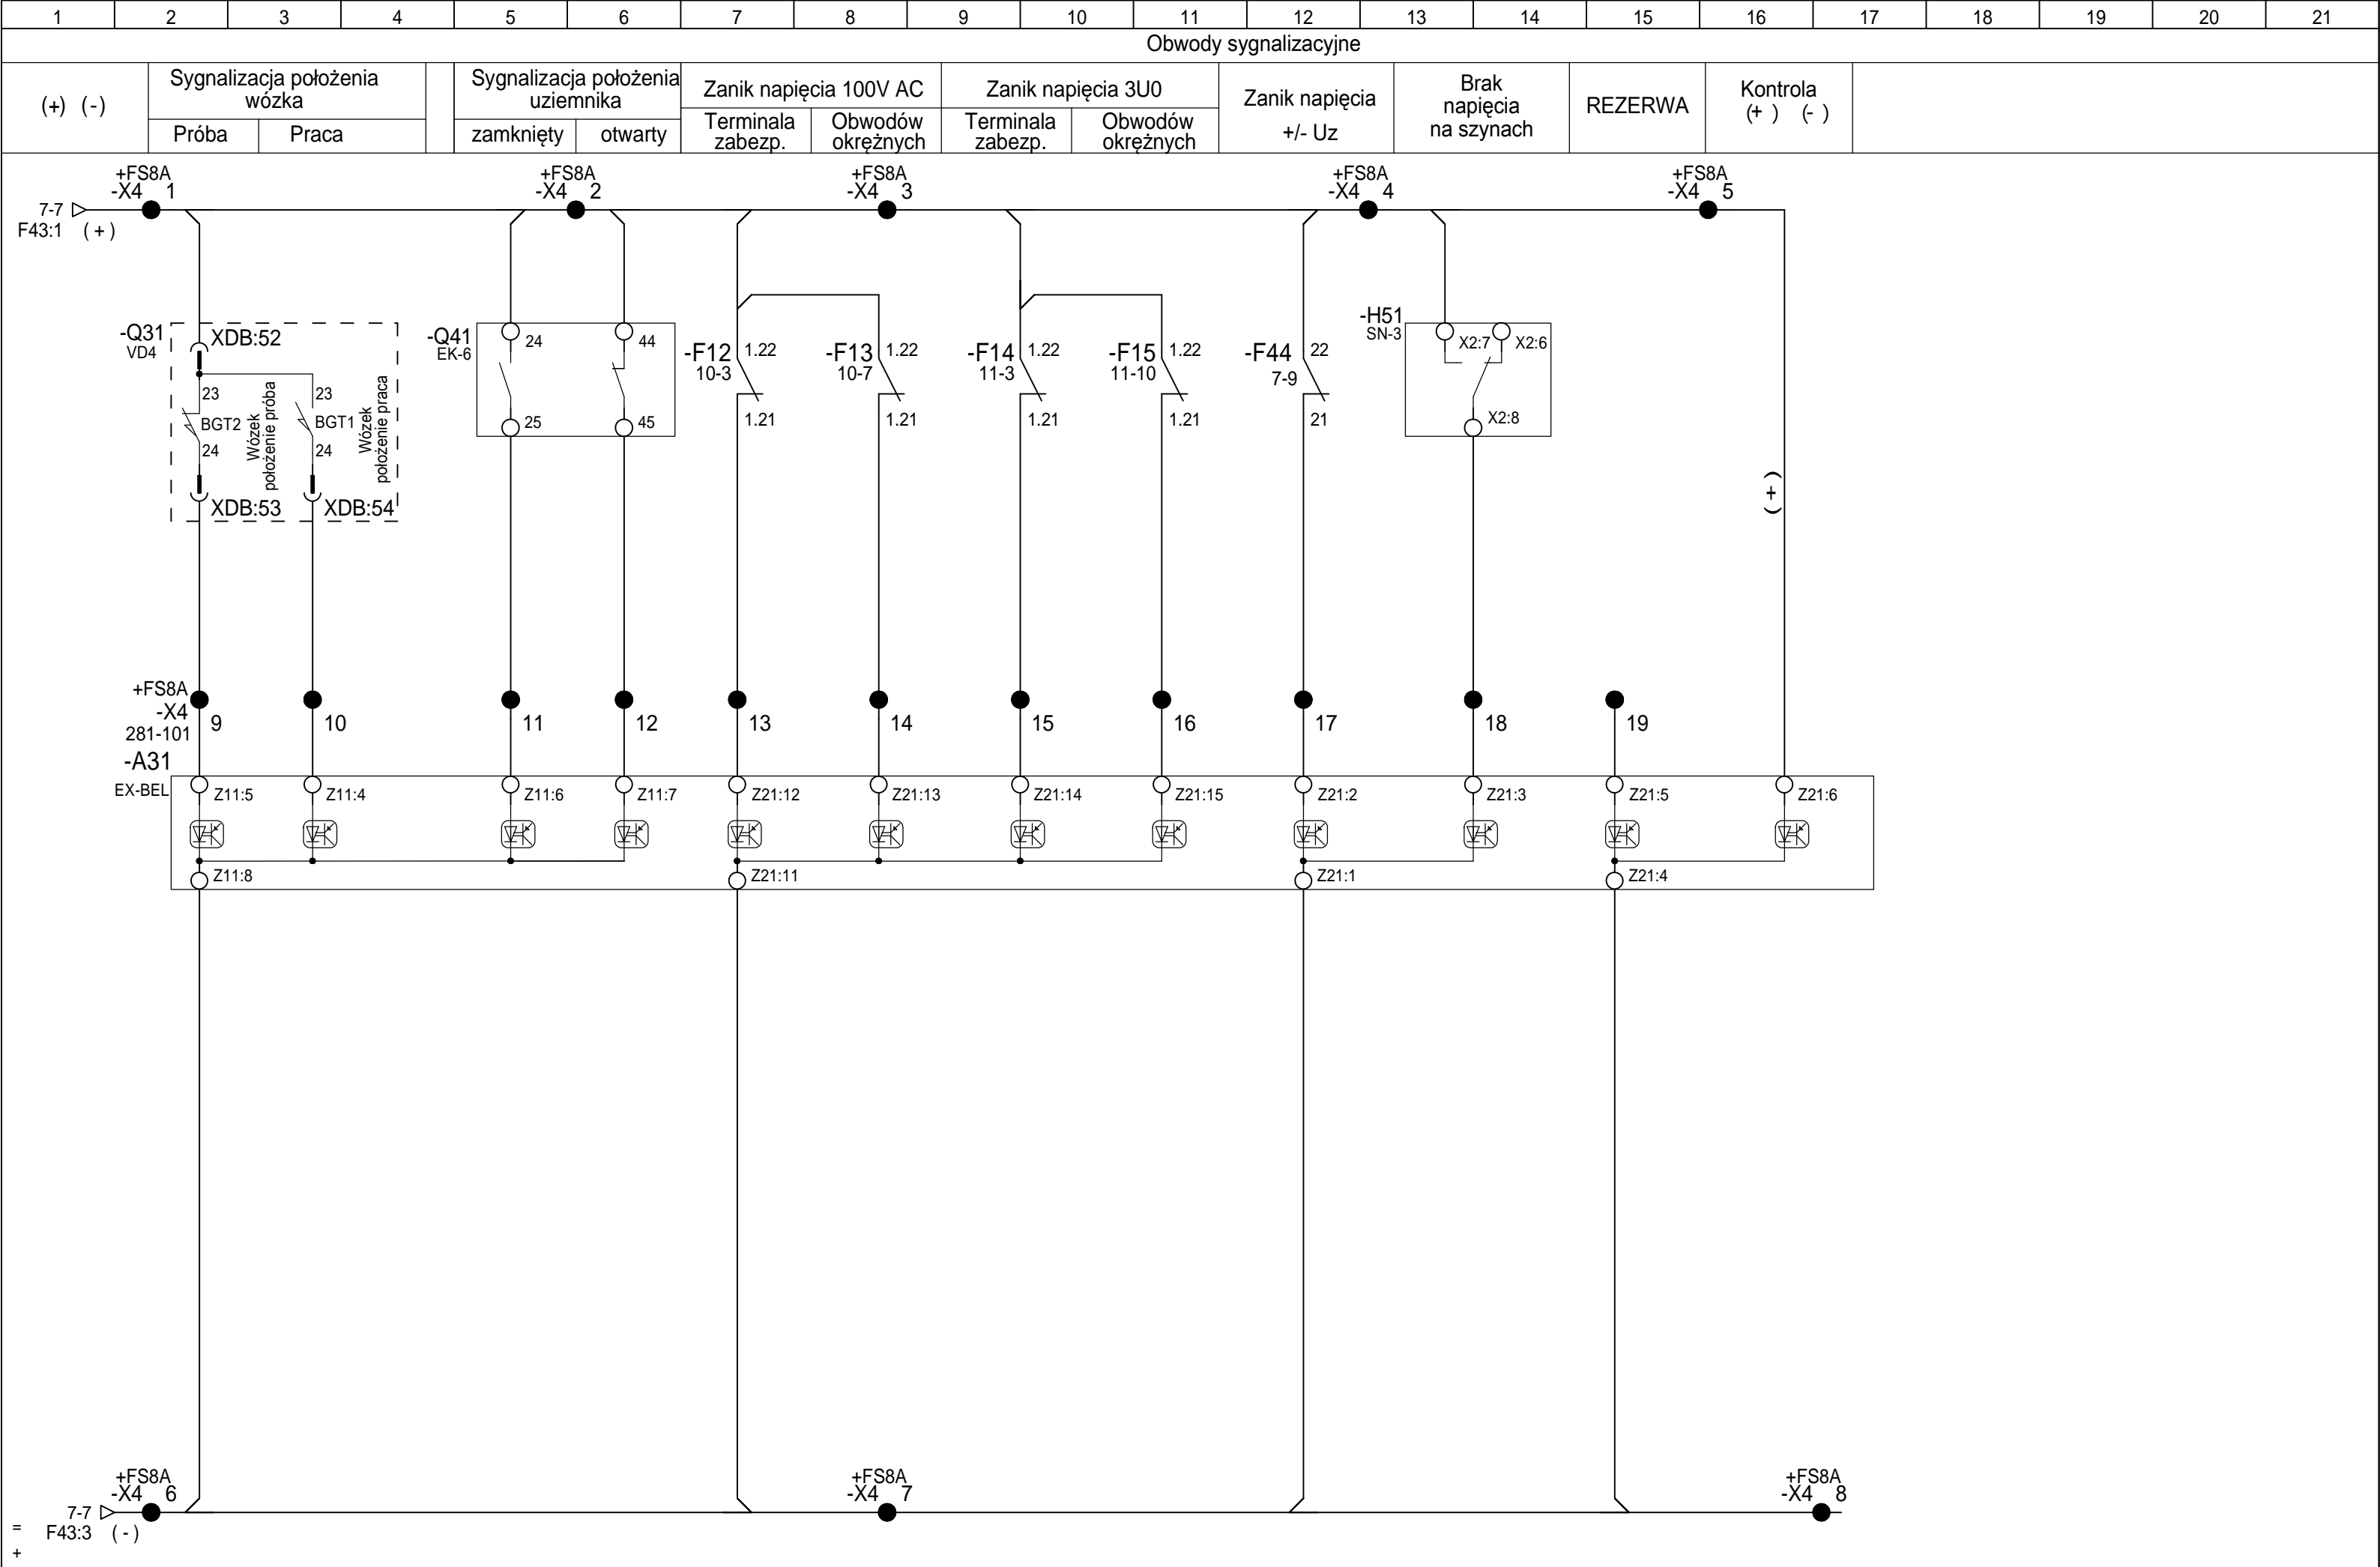 1 2 3 4 5 6 7 8 9 10 11 12 13 14 15 16 17 18 19 20 21
Obwody sygnalizacyjne
(+) (-)
Sygnalizacja położenia
wózka
Próba Praca
Sygnalizacja położenia
uziemnika
zamknięty otwarty
Zanik napięcia 100V AC
Terminala
zabezp.
Obwodów
okrężnych
Zanik napięcia 3U0
Terminala
zabezp.
Obwodów
okrężnych
Zanik napięcia
+/- Uz
Brak
napięcia
na szynach
REZERWA
Kontrola
(+ ) (- )
+FS8A
-X4 1
+FS8A
-X4 2
+FS8A
-X4 3
+FS8A
-X4 4
+FS8A
-X4 5
7-7
F43:1 (+)
-Q31
VD4
XDB:52
23
BGT2
24
Wózek
położenie próba
23
BGT1
24
Wózek
położenie praca
XDB:53
XDB:54
-Q41
EK-6
24
44
25
45
-F12
10-3
1.22
1.21
-F13
10-7
1.22
1.21
-F14
11-3
1.22
1.21
-F15
11-10
1.22
1.21
-F44
7-9
22
21
-H51
SN-3
X2:7
X2:6
X2:8
(+)
+FS8A
-X4
281-101
9 10 11 12 13 14 15 16 17 18 19
-A31
EX-BEL
Z11:5 Z11:4 Z11:6 Z11:7 Z21:12 Z21:13 Z21:14 Z21:15 Z21:2 Z21:3 Z21:5 Z21:6
Z11:8 Z21:11 Z21:1 Z21:4
+FS8A
-X4 6
+FS8A
-X4 7
+FS8A
-X4 8
7-7
F43:3 (-)
=
+